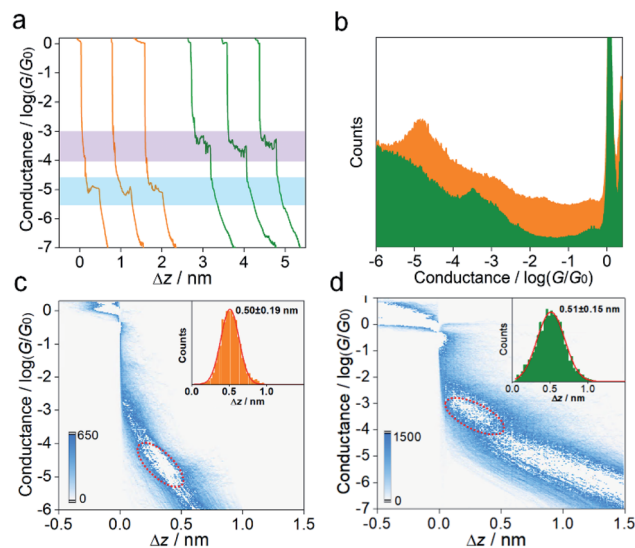 a
Conductance / log(G/G0)
0
-1
-2
-3
-4
-5
-6
-7
0 1 2 3 4 5
Δz / nm
b
Counts
-6 -5 -4 -3 -2 -1 0
Conductance / log(G/G0)
c
Conductance / log(G/G0)
0
-1
-2
-3
-4
-5
-6
650
0
0.50±0.19 nm
Counts
0.0 0.5 1.0
Δz / nm
-0.5 0.0 0.5 1.0 1.5
Δz / nm
d
Conductance / log(G/G0)
0
-1
-2
-3
-4
-5
-6
-7
1500
0
0.51±0.15 nm
Counts
0.0 0.5 1.0 1.5
Δz / nm
-0.5 0.0 0.5 1.0 1.5
Δz / nm